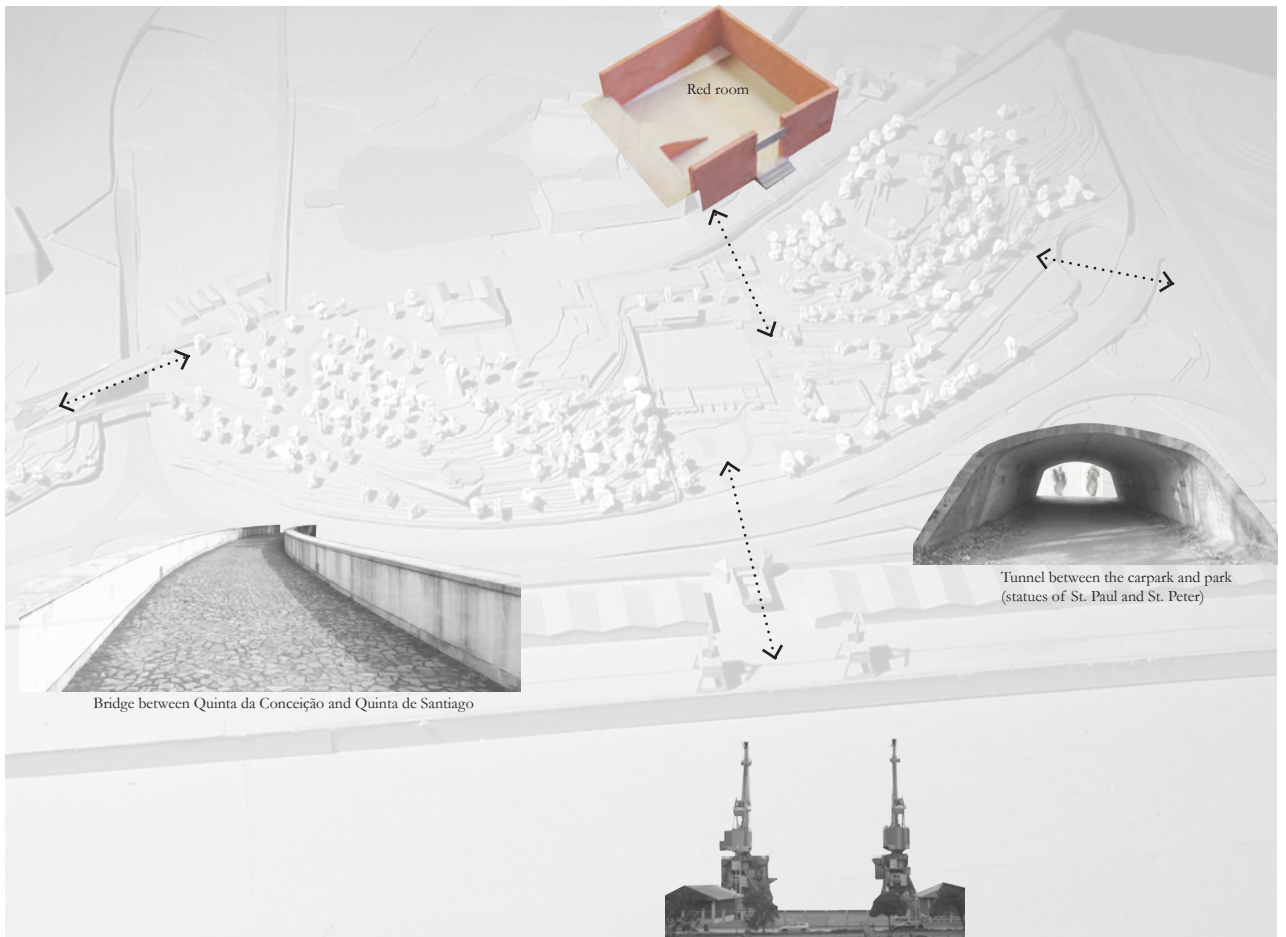 Red room
Tunnel between the carpark and park
(statues of St. Paul and St. Peter)
Bridge between Quinta da Conceição and Quinta de Santiago